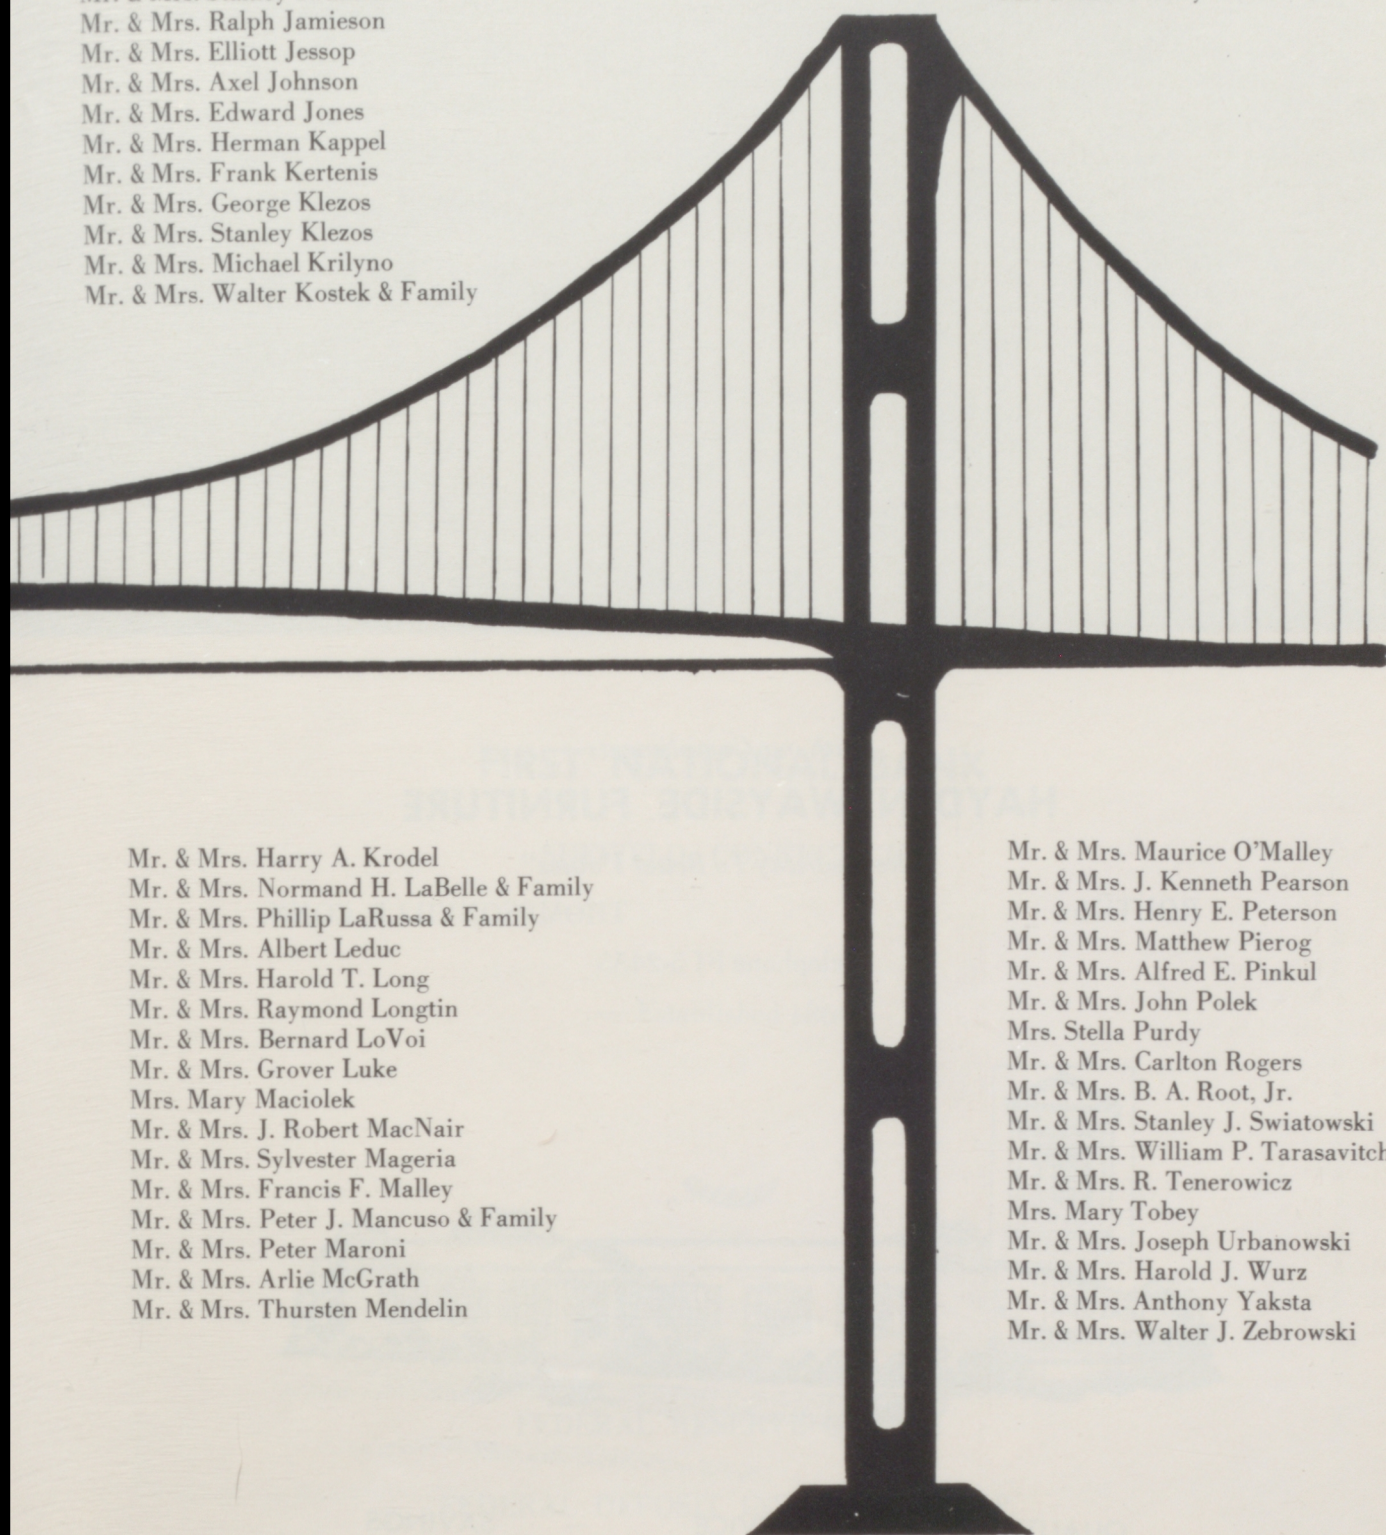 Mr. & Mrs. Ralph Jamieson
Mr. & Mrs. Elliott Jessop
Mr. & Mrs. Axel Johnson
Mr. & Mrs. Edward Jones
Mr. & Mrs. Herman Kappel
Mr. & Mrs. Frank Kertenis
Mr. & Mrs. George Klezos
Mr. & Mrs. Stanley Klezos
Mr. & Mrs. Michael Krilyno
Mr. & Mrs. Walter Kostek & Family
Mr. & Mrs. Harry A. Krodel
Mr. & Mrs. Normand H. LaBelle & Family
Mr. & Mrs. Phillip LaRussa & Family
Mr. & Mrs. Albert Leduc
Mr. & Mrs. Harold T. Long
Mr. & Mrs. Raymond Longtin
Mr. & Mrs. Bernard LoVoi
Mr. & Mrs. Grover Luke
Mrs. Mary Maciolek
Mr. & Mrs. J. Robert MacNair
Mr. & Mrs. Sylvester Mageria
Mr. & Mrs. Francis F. Malley
Mr. & Mrs. Peter J. Mancuso & Family
Mr. & Mrs. Peter Maroni
Mr. & Mrs. Arlie McGrath
Mr. & Mrs. Thursten Mendelin
Mr. & Mrs. Maurice O'Malley
Mr. & Mrs. J. Kenneth Pearson
Mr. & Mrs. Henry E. Peterson
Mr. & Mrs. Matthew Pierog
Mr. & Mrs. Alfred E. Pinkul
Mr. & Mrs. John Polek
Mrs. Stella Purdy
Mr. & Mrs. Carlton Rogers
Mr. & Mrs. B. A. Root, Jr.
Mr. & Mrs. Stanley J. Swiatowski
Mr. & Mrs. William P. Tarasavitch
Mr. & Mrs. R. Tenerowicz
Mrs. Mary Tobey
Mr. & Mrs. Joseph Urbanowski
Mr. & Mrs. Harold J. Wurz
Mr. & Mrs. Anthony Yaksta
Mr. & Mrs. Walter J. Zebrowski